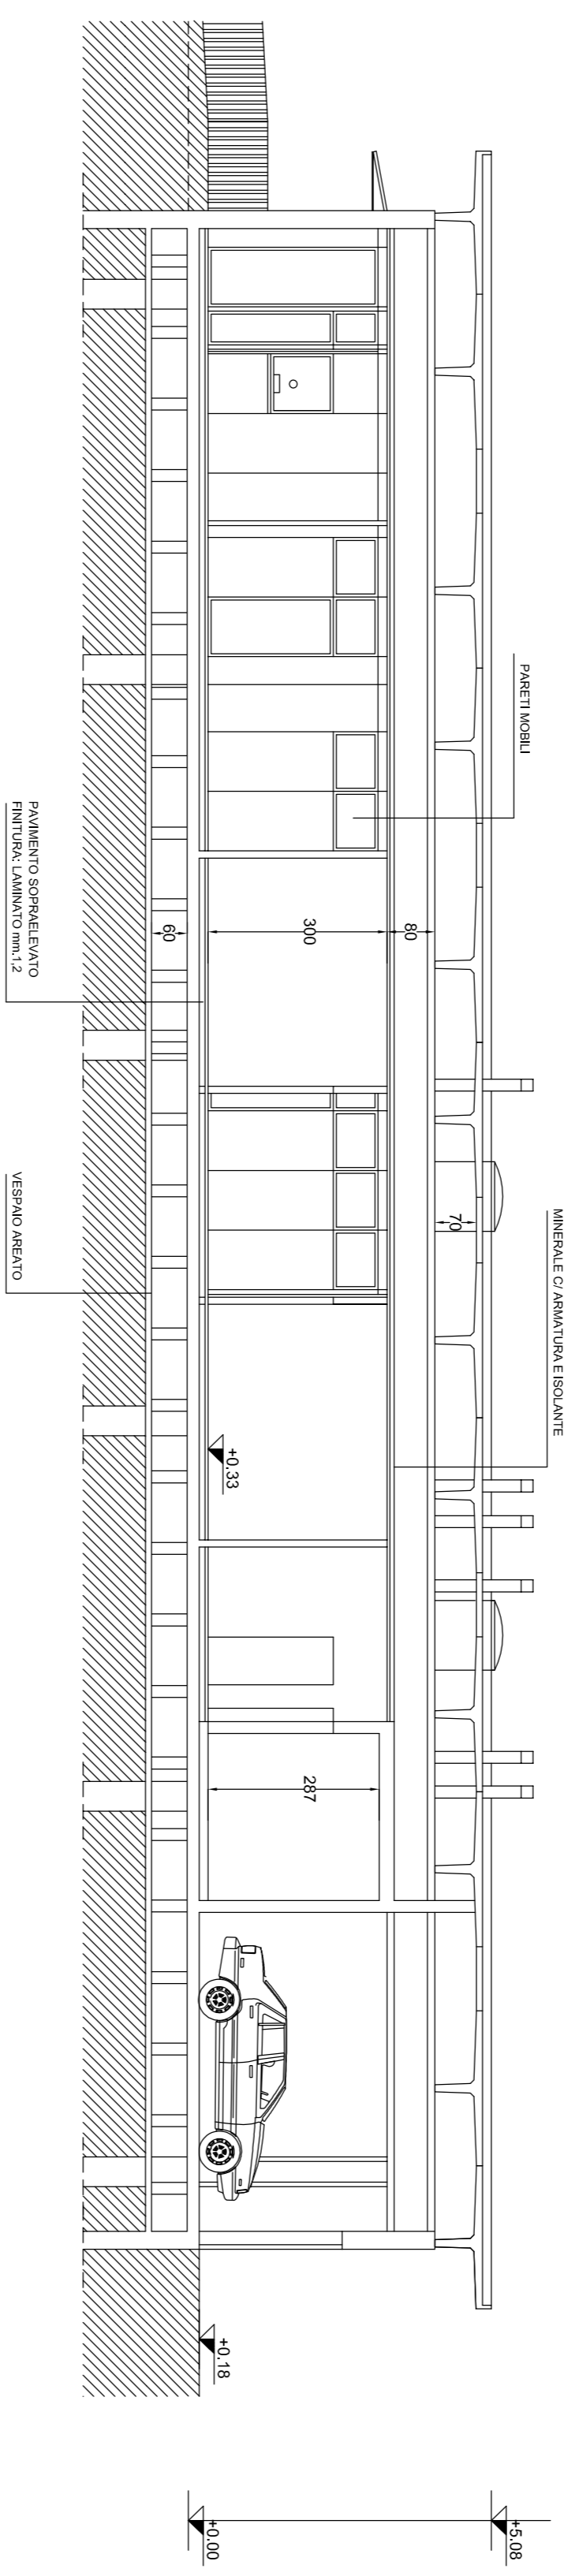 MINERALE C/ ARMATURA E ISOLANTE
PARETI MOBILI
+5.08
70
80
300
287
+0.33
60
+0.18
+0.00
PAVIMENTO SOPRAELEVATO
FINITURA: LAMINATO mm.1,2
VESPAIO AREATO